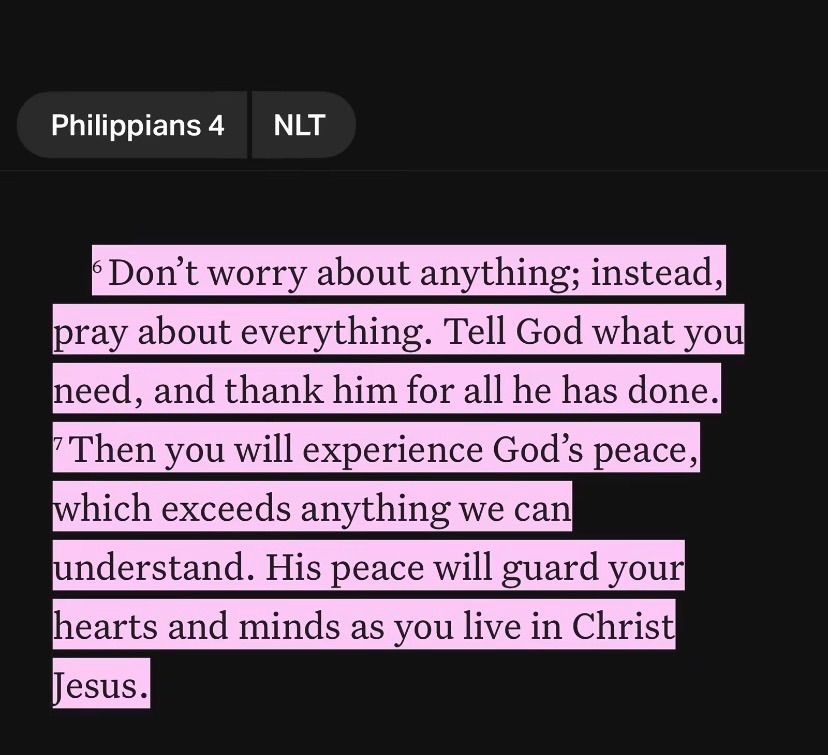 Philippians 4 NLT
6 Don’t worry about anything; instead,
pray about everything. Tell God what you
need, and thank him for all he has done.
7 Then you will experience God’s peace,
which exceeds anything we can
understand. His peace will guard your
hearts and minds as you live in Christ
Jesus.